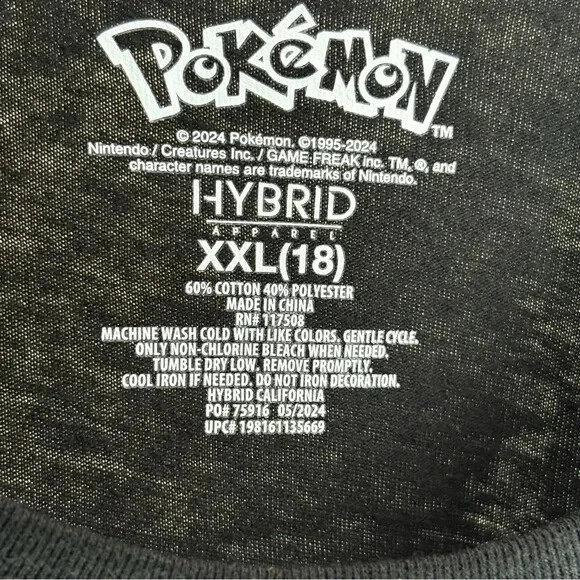 POKéMON™
© 2024 Pokémon. ©1995-2024
Nintendo / Creatures Inc. / GAME FREAK inc. TM, ®, and
character names are trademarks of Nintendo.
HYBRID
APPAREL
XXL(18)
60% COTTON 40% POLYESTER
MADE IN CHINA
RN# 117508
MACHINE WASH COLD WITH LIKE COLORS, GENTLE CYCLE.
ONLY NON-CHLORINE BLEACH WHEN NEEDED.
TUMBLE DRY LOW. REMOVE PROMPTLY.
COOL IRON IF NEEDED. DO NOT IRON DECORATION.
HYBRID CALIFORNIA
PO# 75916 05/2024
UPC# 198161135669